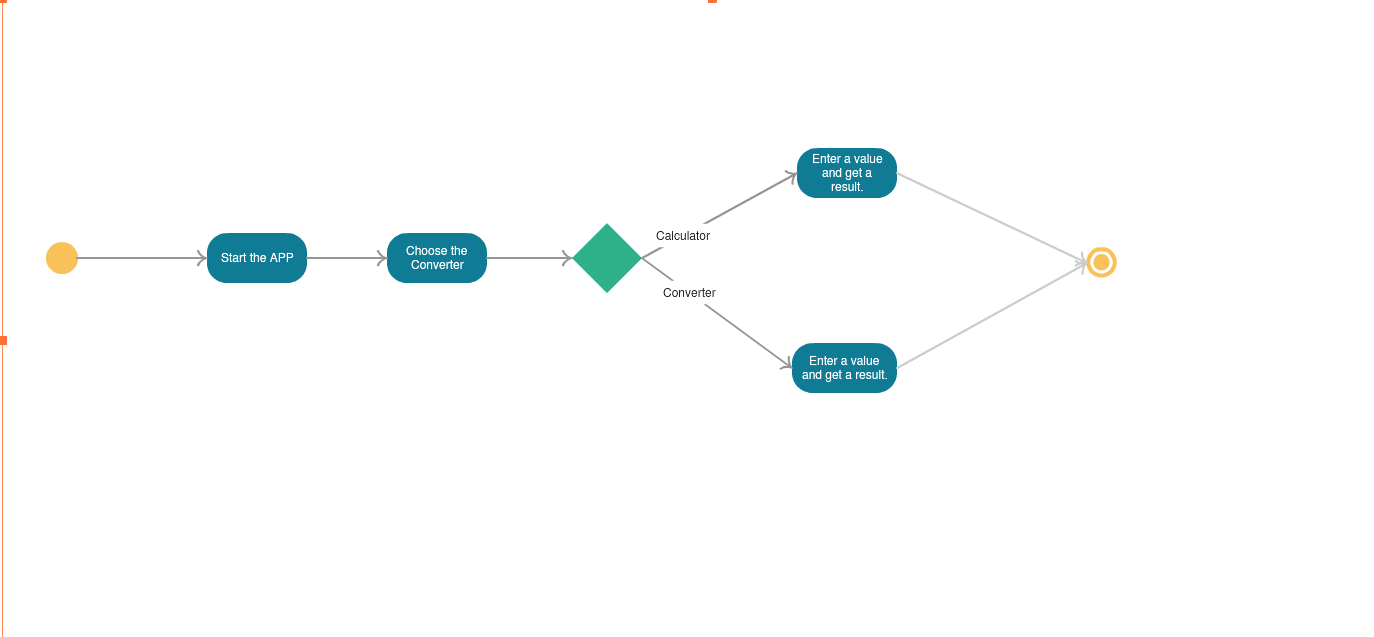 Start the APP
Choose the
Converter
Calculator
Converter
Enter a value
and get a
result.
Enter a value
and get a result.